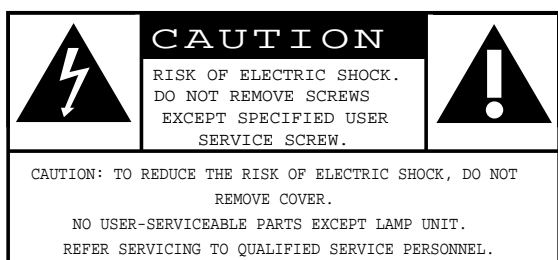 CAUTION
RISK OF ELECTRIC SHOCK.
DO NOT REMOVE SCREWS
EXCEPT SPECIFIED USER
SERVICE SCREW.
CAUTION: TO REDUCE THE RISK OF ELECTRIC SHOCK, DO NOT
REMOVE COVER.
NO USER-SERVICEABLE PARTS EXCEPT LAMP UNIT.
REFER SERVICING TO QUALIFIED SERVICE PERSONNEL.